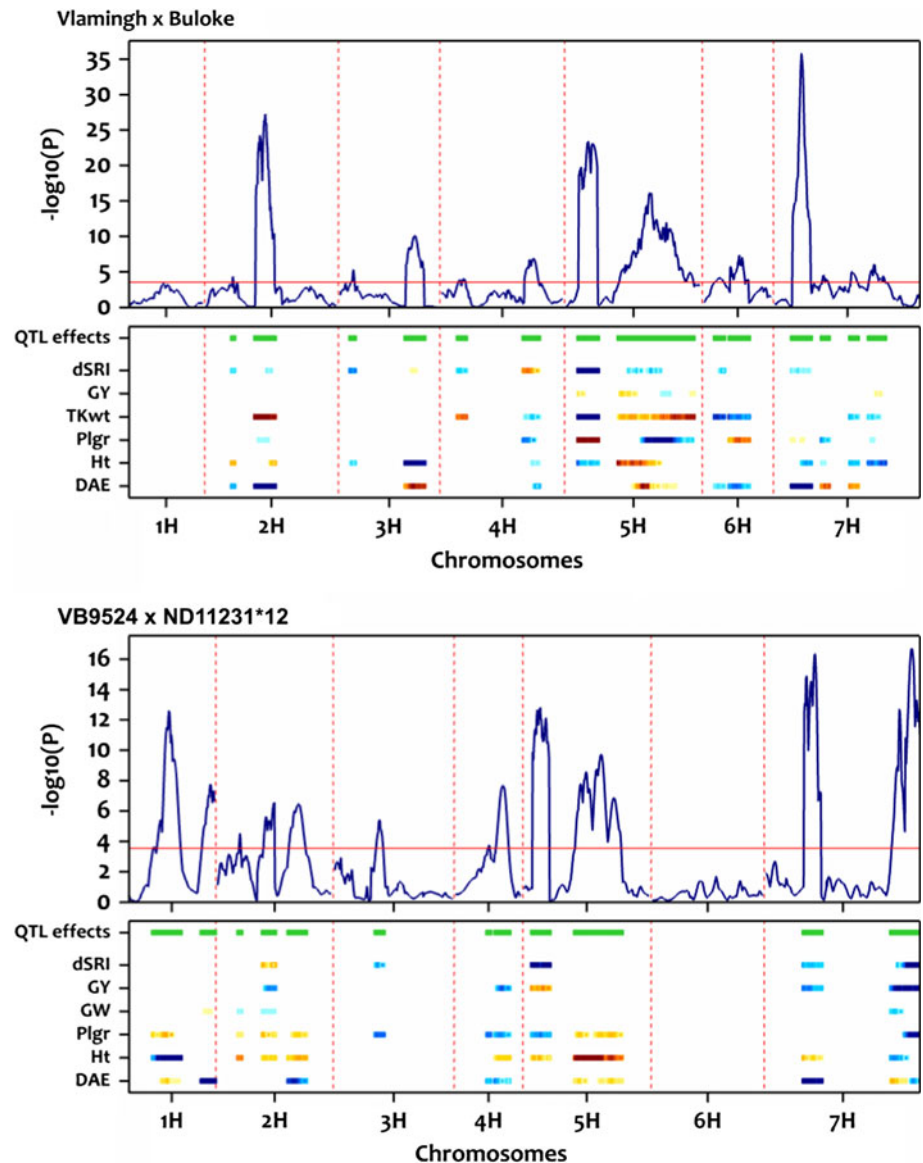 Vlamingh x Buloke
35
30
25
20
15
10
5
0
-log10(P)
QTL effects
dSRI
GY
TKwt
Plgr
Ht
DAE
1H 2H 3H 4H 5H 6H 7H
Chromosomes
VB9524 x ND11231*12
16
14
12
10
8
6
4
2
0
-log10(P)
QTL effects
dSRI
GY
GW
Plgr
Ht
DAE
1H 2H 3H 4H 5H 6H 7H
Chromosomes